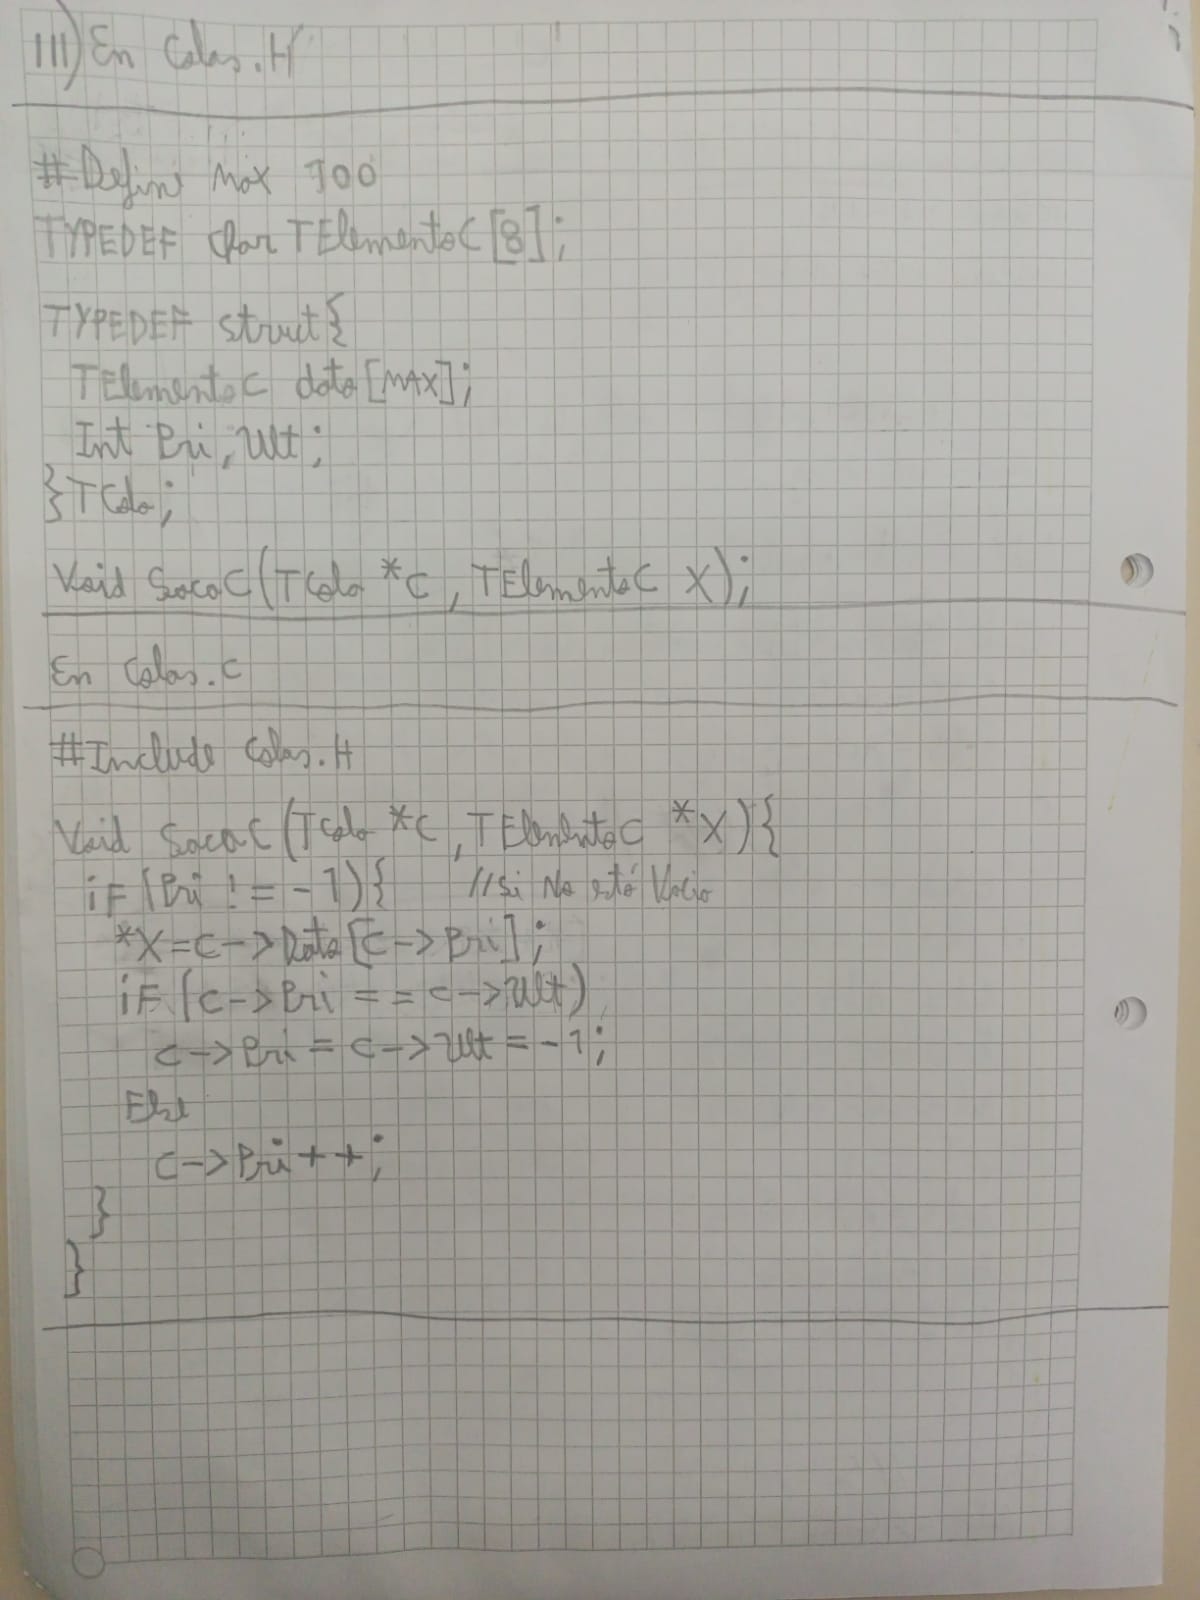 III) En Colas.H
#Define Max 100
TYPEDEF char TElementoC[8];
TYPEDEF struct{
TElementoC dato[MAX];
Int Pri, Ult;
}TCola;
Void SacaC(TCola *C, TElementoC X);
En Colas.c
#Include Colas.H
Void SacaC(TCola *C, TElementoC *X){
iF(Pri != -1){ //Si No está Vacia
*X=C->Dato[C->Pri];
iF(C->Pri==C->Ult)
C->Pri=C->Ult=-1;
Else
C->Pri++;
}
}